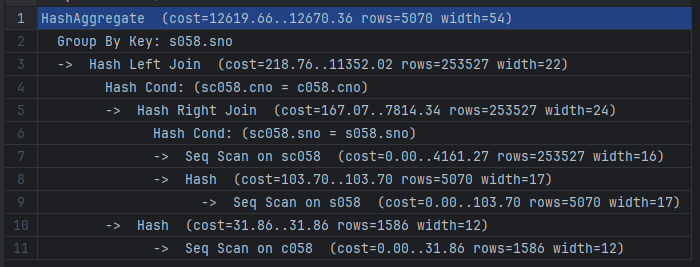 1 HashAggregate  (cost=12619.66..12670.36 rows=5070 width=54)
2   Group By Key: s058.sno
3   ->  Hash Left Join  (cost=218.76..11352.02 rows=253527 width=22)
4         Hash Cond: (sc058.cno = c058.cno)
5         ->  Hash Right Join  (cost=167.07..7814.34 rows=253527 width=24)
6               Hash Cond: (sc058.sno = s058.sno)
7               ->  Seq Scan on sc058  (cost=0.00..4161.27 rows=253527 width=16)
8               ->  Hash  (cost=103.70..103.70 rows=5070 width=17)
9                     ->  Seq Scan on s058  (cost=0.00..103.70 rows=5070 width=17)
10         ->  Hash  (cost=31.86..31.86 rows=1586 width=12)
11               ->  Seq Scan on c058  (cost=0.00..31.86 rows=1586 width=12)